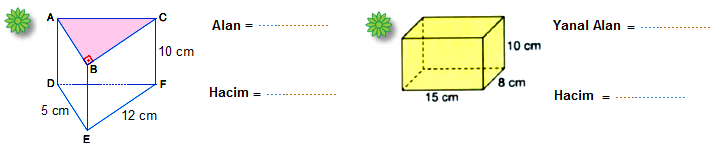 A
C
Alan = ..................
10 cm
B
D
F
Hacim = ..................
5 cm
12 cm
E
Yanal Alan = ..................
10 cm
8 cm
15 cm
Hacim = ..................